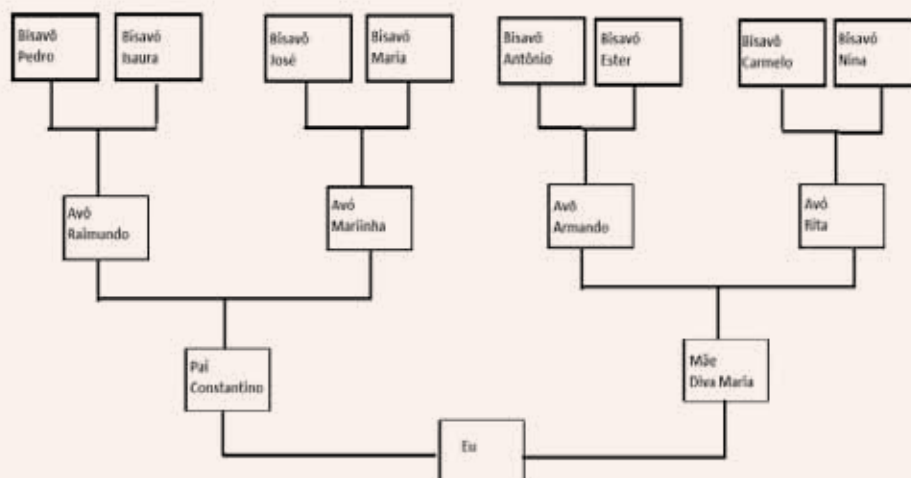 Bisavô
Pedro
Bisavó
Isaura
Bisavô
José
Bisavó
Maria
Bisavô
Antônio
Bisavó
Ester
Bisavô
Carmelo
Bisavó
Nina
Avô
Raimundo
Avó
Mariinha
Avô
Armando
Avó
Rita
Pai
Constantino
Mãe
Diva Maria
Eu